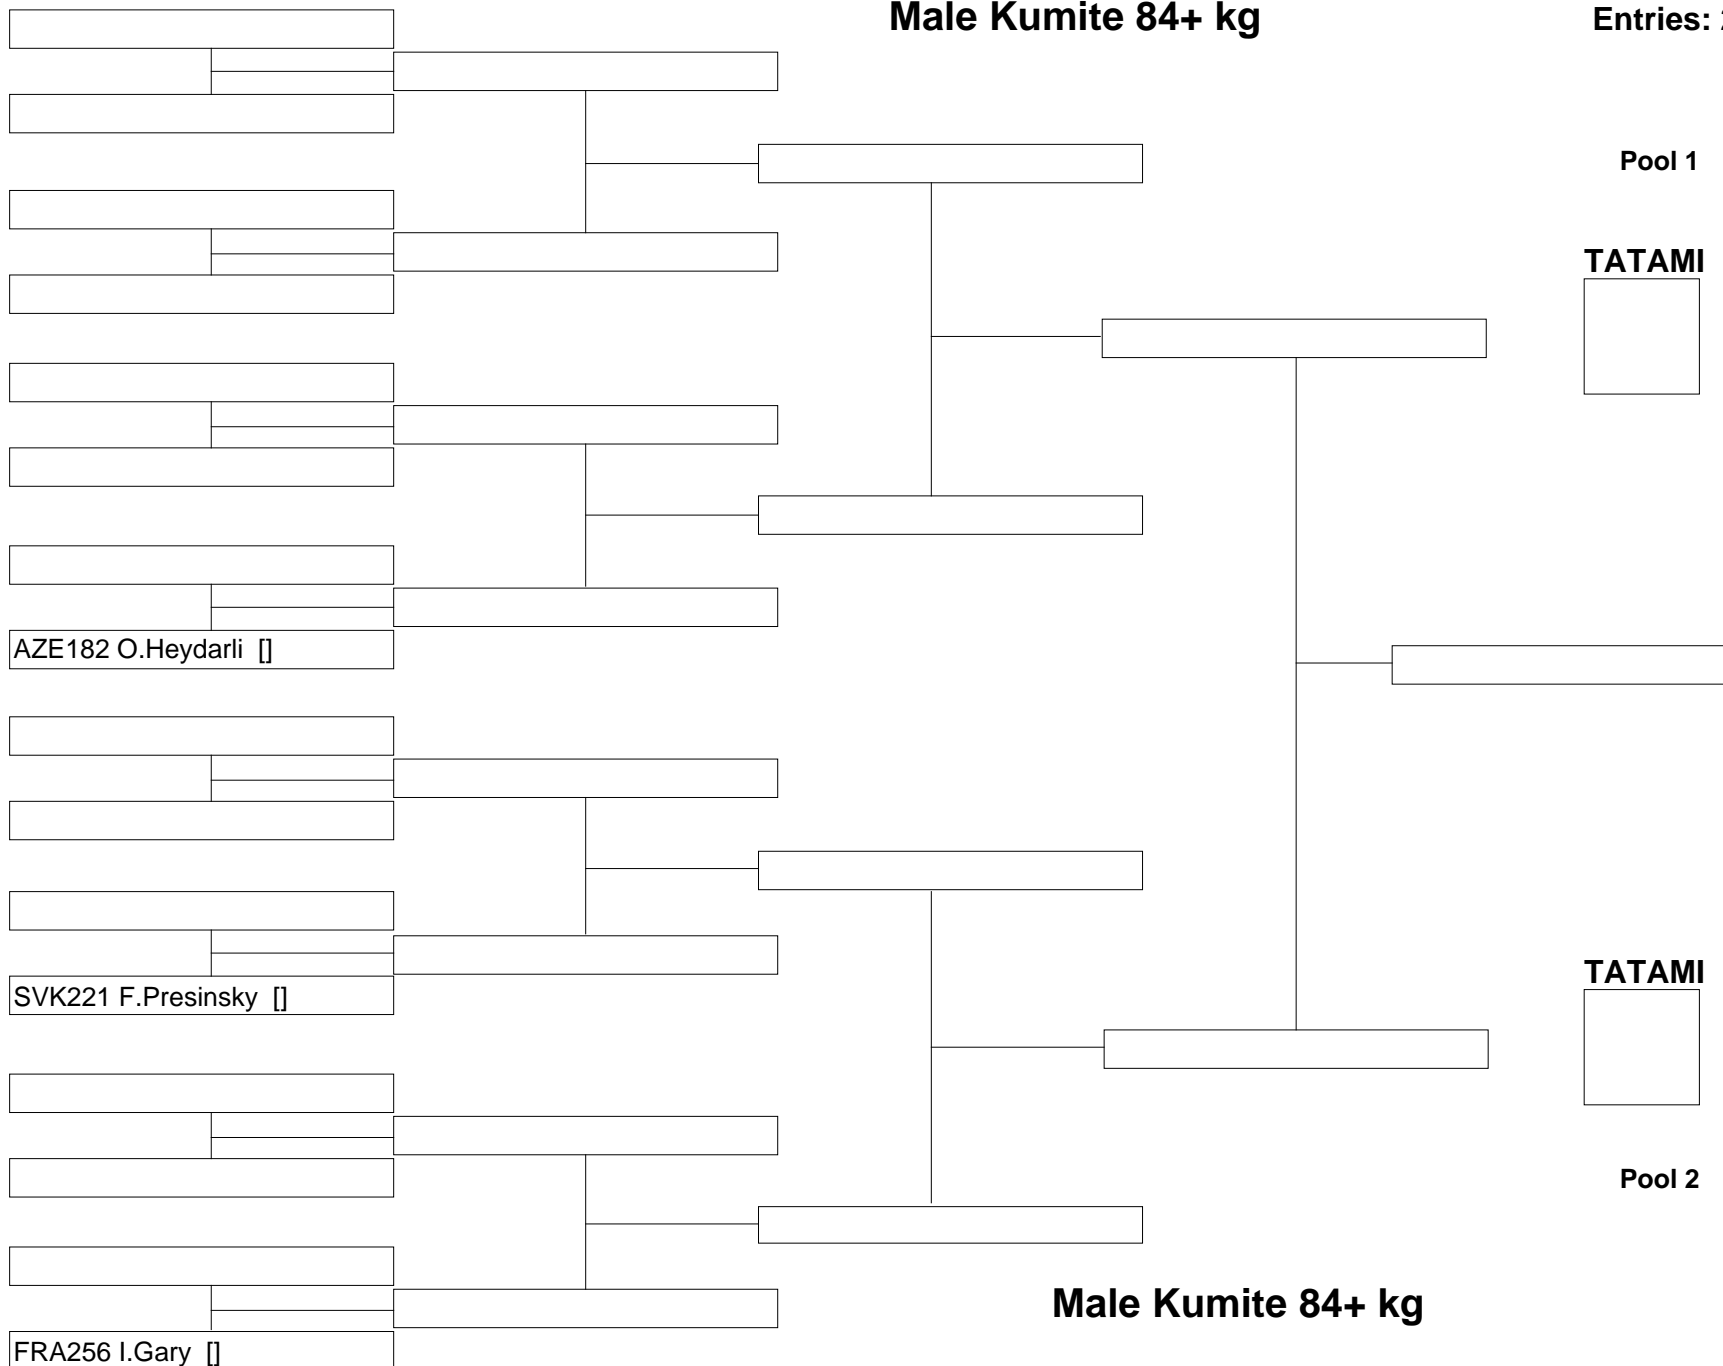 Male Kumite 84+ kg
Entries:
Pool 1
TATAMI
AZE182 O.Heydarli []
TATAMI
SVK221 F.Presinsky []
Pool 2
Male Kumite 84+ kg
FRA256 I.Gary []